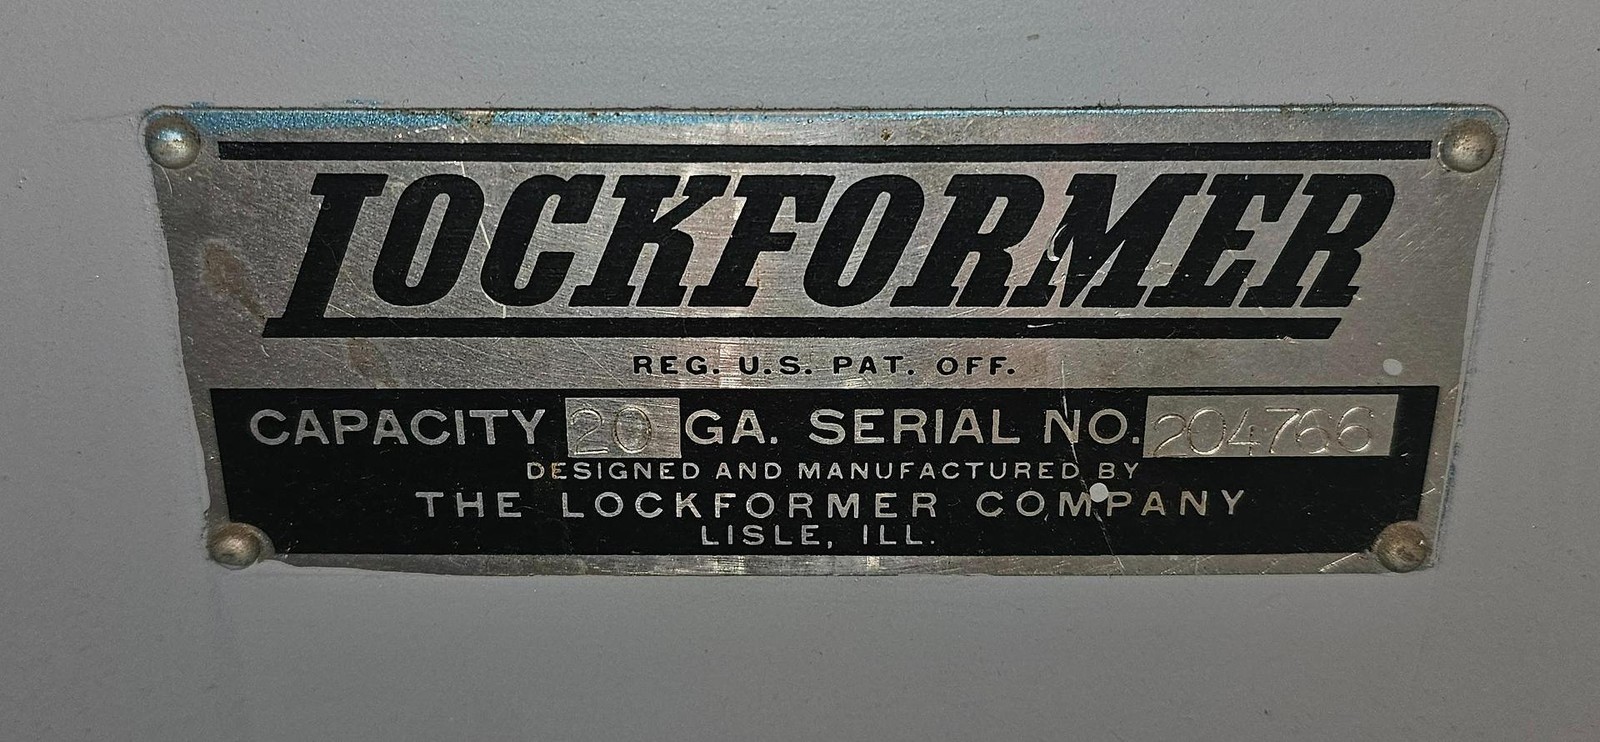 LOCKFORMER
REG. U.S. PAT. OFF.
CAPACITY 20 GA. SERIAL NO. 204766
DESIGNED AND MANUFACTURED BY
THE LOCKFORMER COMPANY
LISLE, ILL.